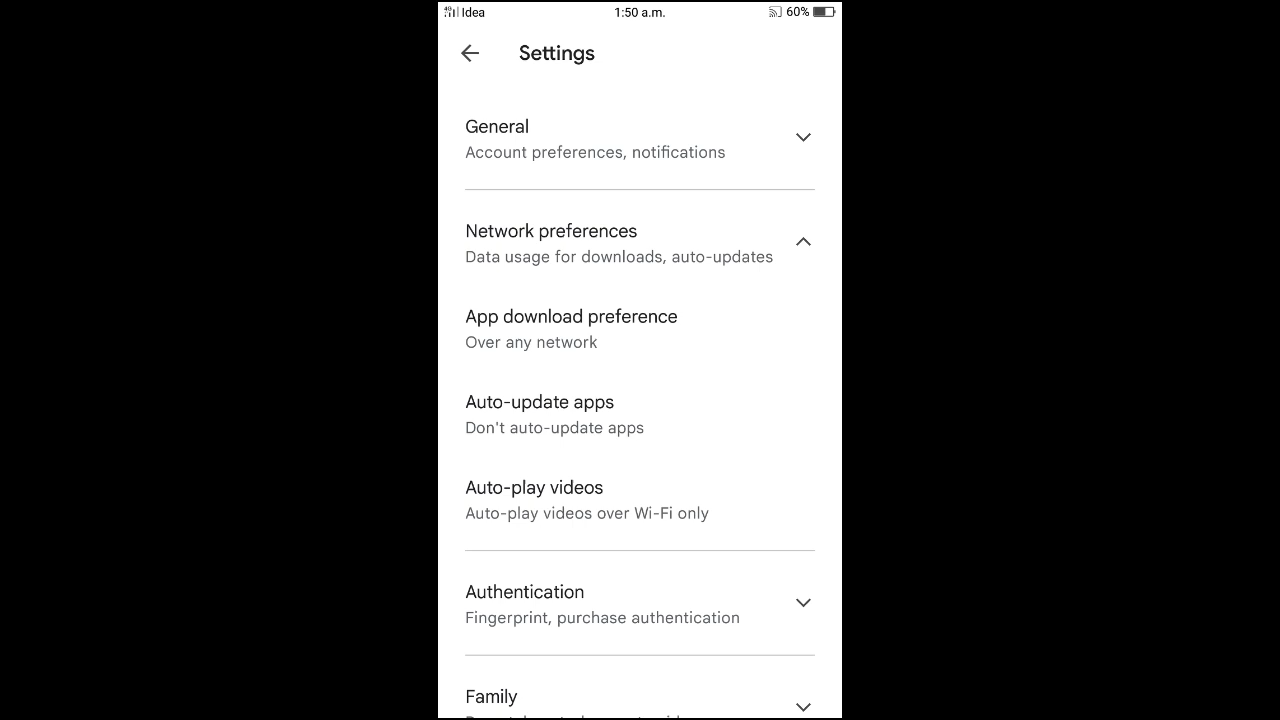 4G Idea 1:50 a.m. 60%
Settings
General
Account preferences, notifications
Network preferences
Data usage for downloads, auto-updates
App download preference
Over any network
Auto-update apps
Don't auto-update apps
Auto-play videos
Auto-play videos over Wi-Fi only
Authentication
Fingerprint, purchase authentication
Family